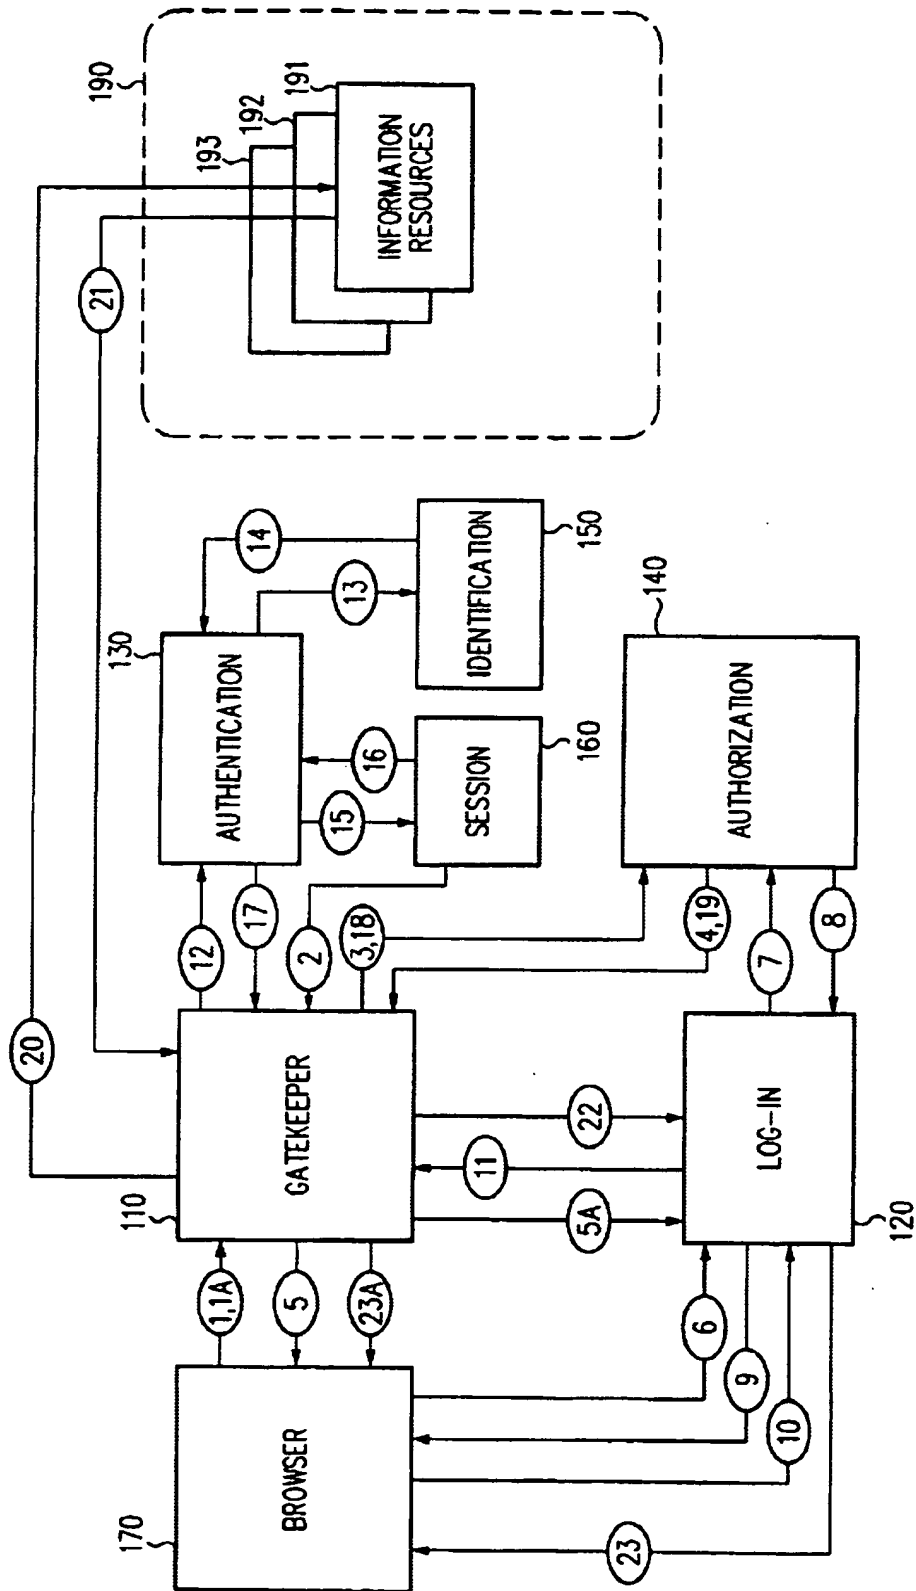 190
193
192
191
INFORMATION
RESOURCES
20
21
130
AUTHENTICATION
14
13
IDENTIFICATION
150
16
15
SESSION
160
140
AUTHORIZATION
12
17
2
3,18
4,19
7
8
110
GATEKEEPER
22
11
5A
LOG-IN
120
1,1A
5
23A
6
9
10
23
170
BROWSER